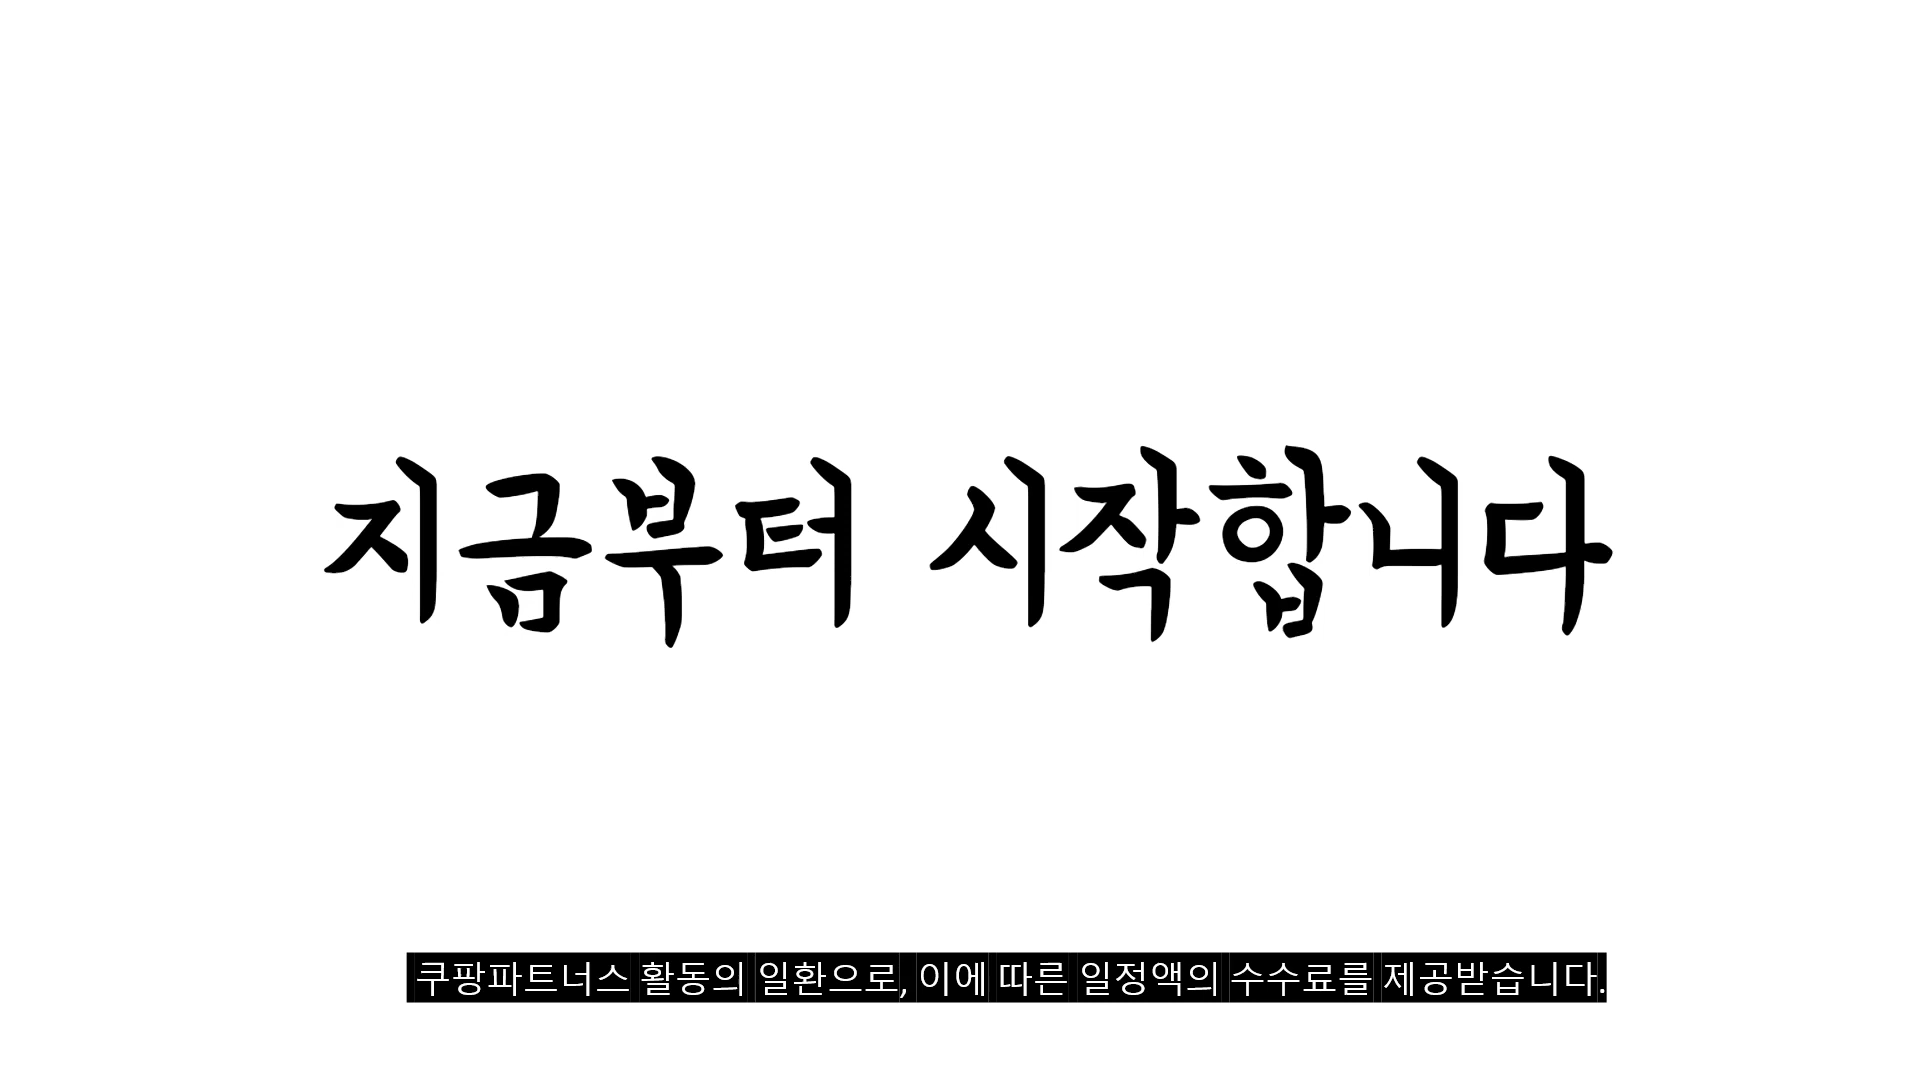 지금부터 시작합니다
쿠팡파트너스 활동의 일환으로, 이에 따른 일정액의 수수료를 제공받습니다.